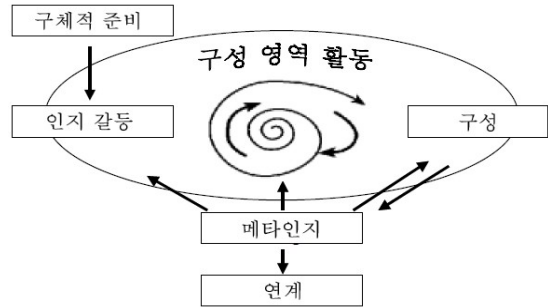 구체적 준비
구성 영역 활동
인지 갈등
구성
메타인지
연계